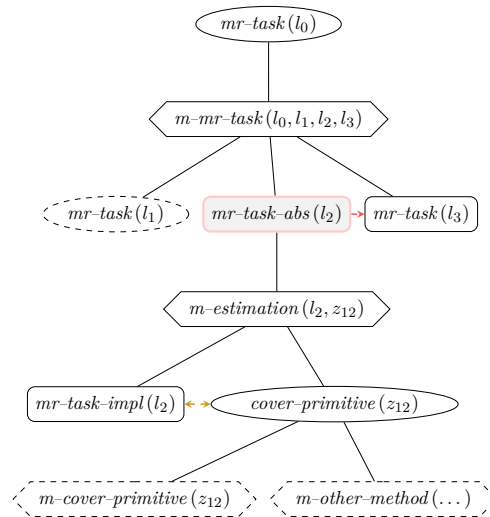 mr–task(l₀)
m–mr–task(l₀, l₁, l₂, l₃)
mr–task(l₁) mr–task–abs(l₂) mr–task(l₃)
m–estimation(l₂, z₁₂)
mr–task–impl(l₂) cover–primitive(z₁₂)
m–cover–primitive(z₁₂) m–other–method(...)